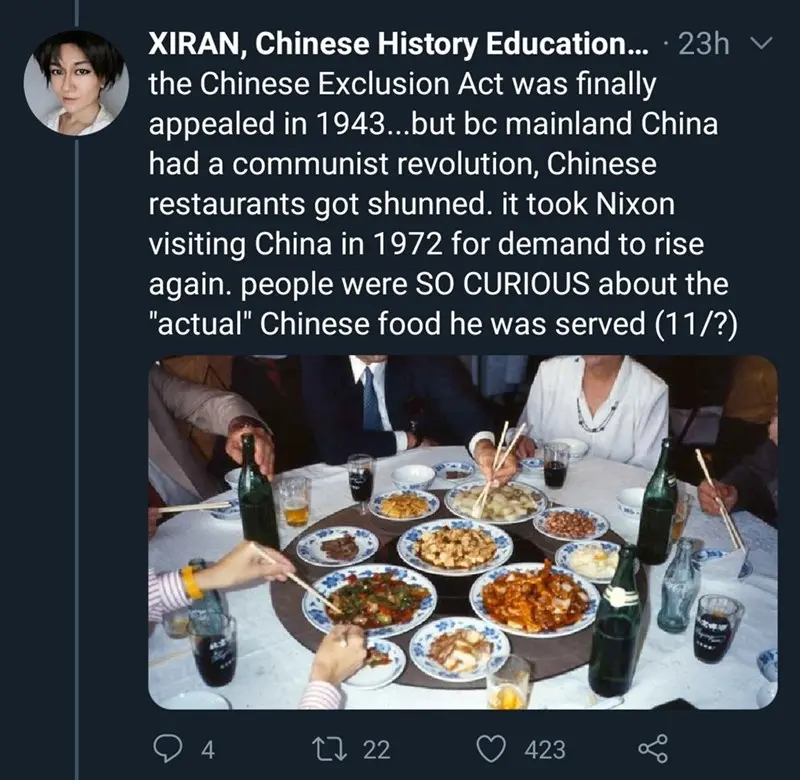 XIRAN, Chinese History Education... · 23h
the Chinese Exclusion Act was finally
appealed in 1943...but bc mainland China
had a communist revolution, Chinese
restaurants got shunned. it took Nixon
visiting China in 1972 for demand to rise
again. people were SO CURIOUS about the
"actual" Chinese food he was served (11/?)
4 22 423